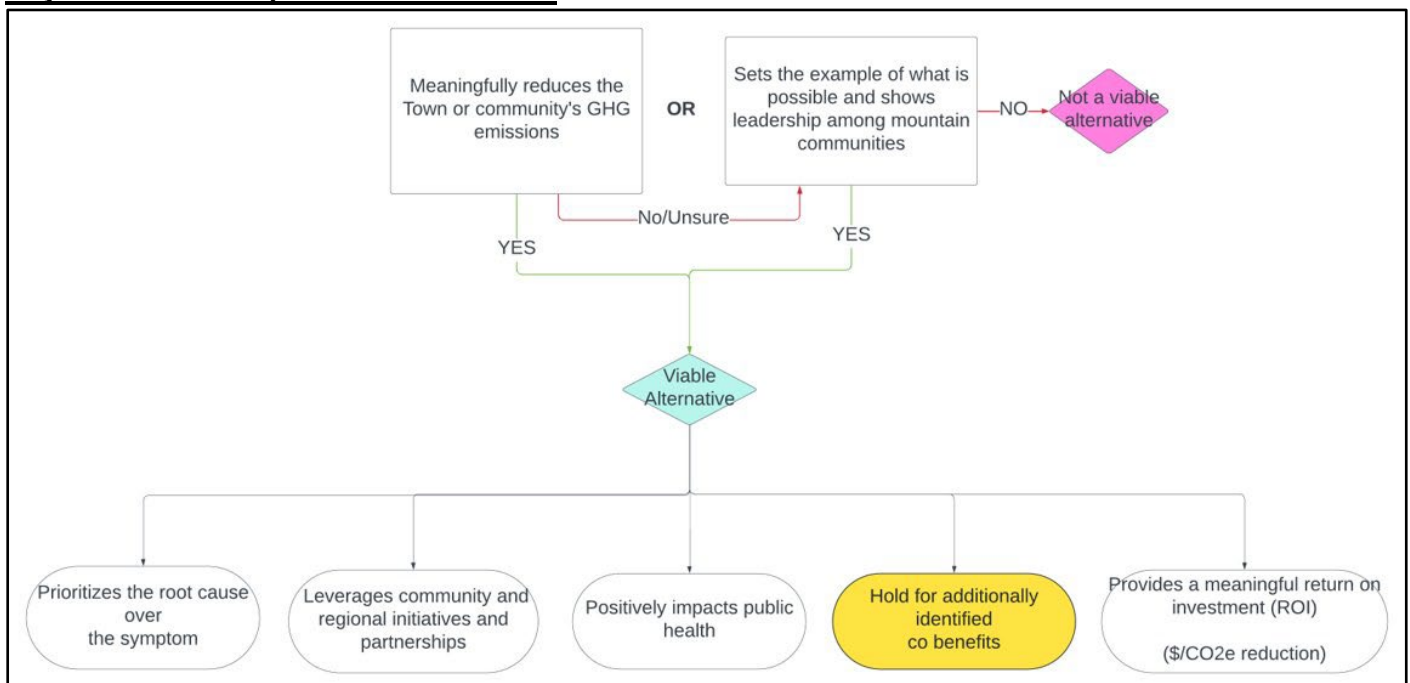 Meaningfully reduces the
Town or community's GHG
emissions
OR
Sets the example of what is
possible and shows
leadership among mountain
communities
NO
Not a viable
alternative
No/Unsure
YES
YES
Viable
Alternative
Prioritizes the root cause
over
the symptom
Leverages community and
regional initiatives and
partnerships
Positively impacts public
health
Hold for additionally
identified
co benefits
Provides a meaningful return on
investment (ROI)
($/CO2e reduction)